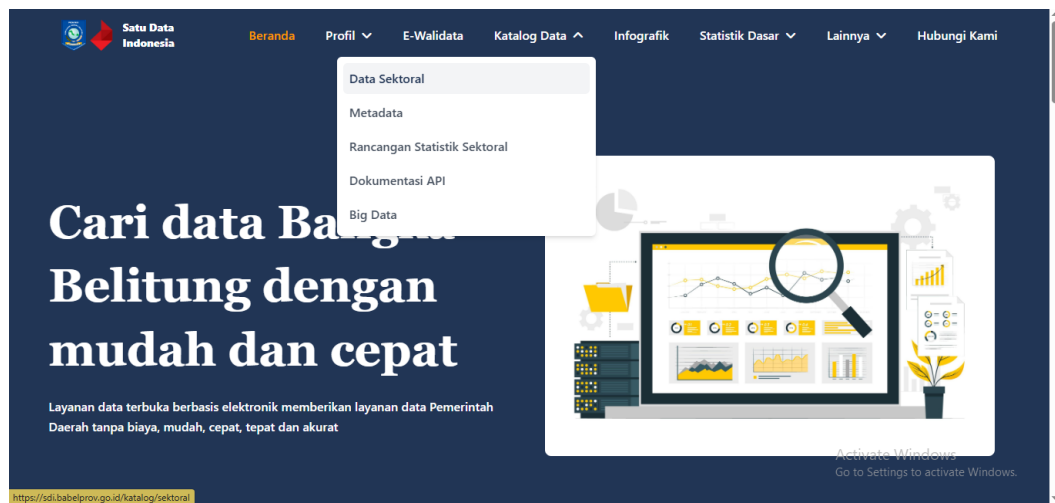 Satu Data
Indonesia
Beranda
Profil
E-Walidata
Katalog Data
Infografik
Statistik Dasar
Lainnya
Hubungi Kami
Data Sektoral
Metadata
Rancangan Statistik Sektoral
Dokumentasi API
Big Data
Cari data Bangka
Belitung dengan
mudah dan cepat
Layanan data terbuka berbasis elektronik memberikan layanan data Pemerintah
Daerah tanpa biaya, mudah, cepat, tepat dan akurat
Activate Windows
Go to Settings to activate Windows.
https://sdi.babelprov.go.id/katalog/sektoral